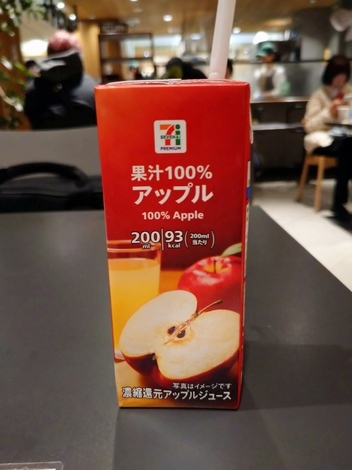 7i
SEVEN&i
PREMIUM
果汁100%
アップル
100% Apple
200ml 93kcal (200ml当たり)
写真はイメージです
濃縮還元アップルジュース